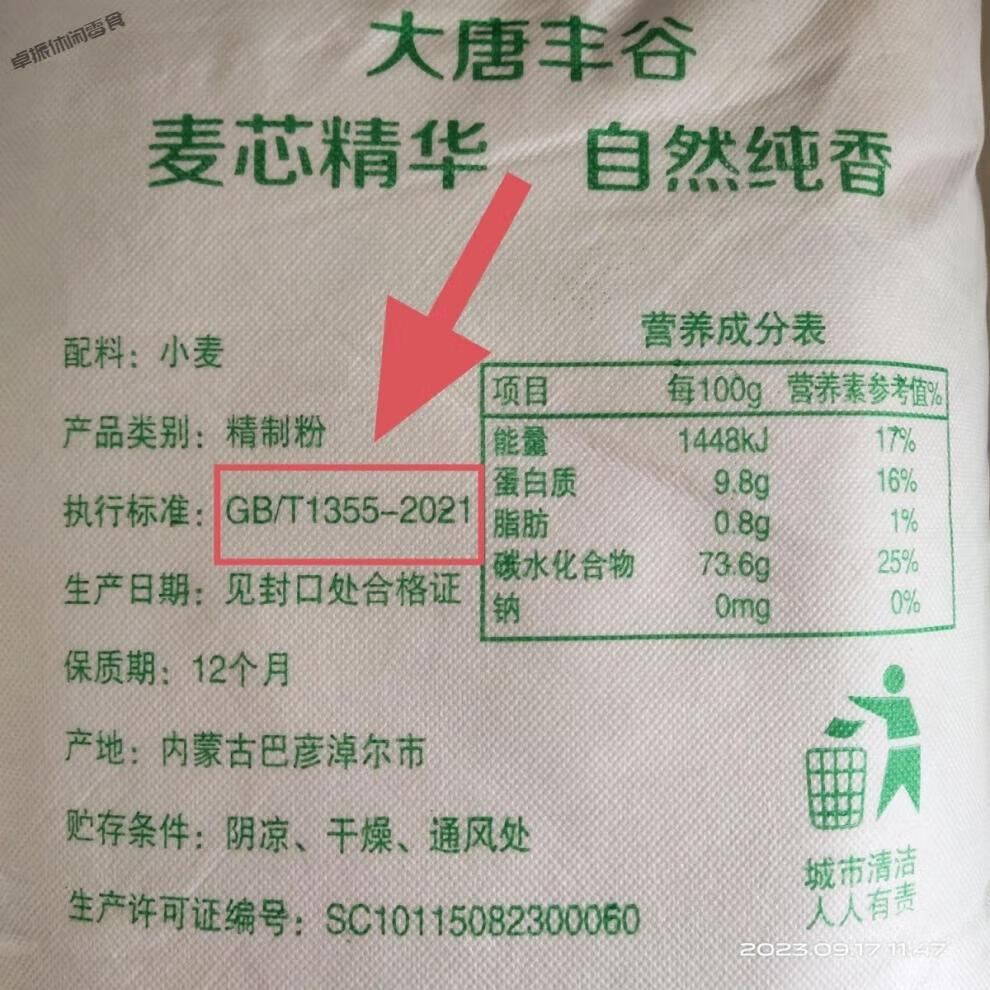 卓振休闲零食
大唐丰谷
麦芯精华 自然纯香
配料：小麦
产品类别：精制粉
执行标准：GB/T1355-2021
生产日期：见封口处合格证
保质期：12个月
产地：内蒙古巴彦淖尔市
贮存条件：阴凉、干燥、通风处
生产许可证编号：SC10115082300060
营养成分表
项目 每100g 营养素参考值%
能量 1448kJ 17%
蛋白质 9.8g 16%
脂肪 0.8g 1%
碳水化合物 73.6g 25%
钠 0mg 0%
城市清洁
人人有责
2023.09.17 11:47